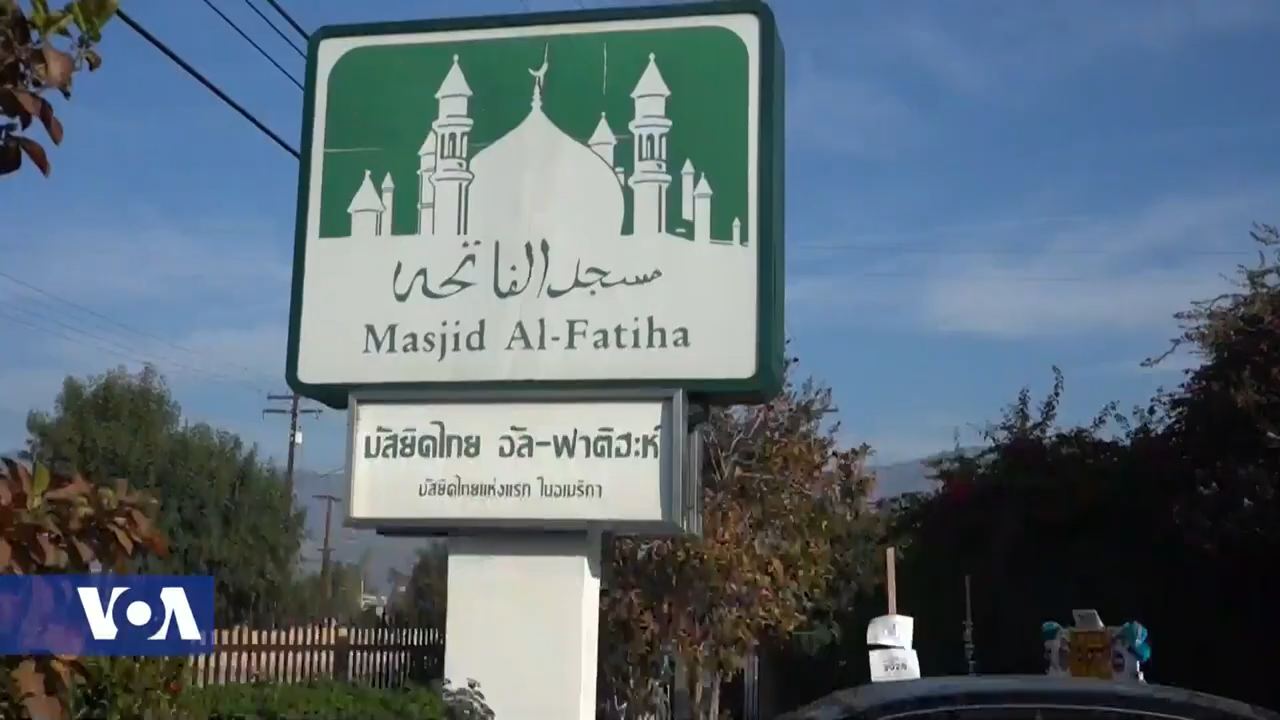 مسجد الفاتحه
Masjid Al-Fatiha
มัสยิดไทย อัล-ฟาติฮะห์
มัสยิดไทยแห่งแรก ในอเมริกา
VOA